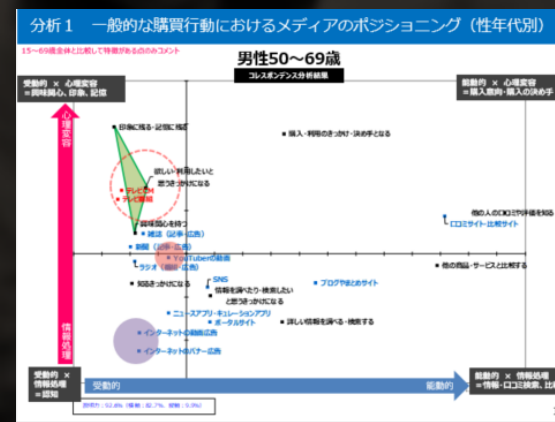 分析1 一般的な購買行動におけるメディアのポジショニング（性年代別）
15～69歳全体と比較して特徴がある点のみコメント
男性50～69歳
コレスポンデンス分析結果
受動的 × 心理変容
＝興味関心、印象、記憶
能動的 × 心理変容
＝購入意向・購入の決め手
心理変容
印象に残る・記憶に残る
購入・利用のきっかけ・決め手となる
欲しい・利用したいと
思うきっかけになる
テレビCM
テレビ番組
他の人の口コミや評価を知る
口コミサイト・比較サイト
興味関心を持つ
雑誌（記事・広告）
新聞（記事・広告）
YouTuberの動画
ラジオ（番組・広告）
他の商品・サービスと比較する
知るきっかけになる
SNS
情報を調べたり・検索したい
と思うきっかけになる
ブログやまとめサイト
ニュースアプリ・キュレーションアプリ
ポータルサイト
詳しい情報を調べる・検索する
インターネットの動画広告
インターネットのバナー広告
情報処理
受動的 ×
情報処理
＝認知
受動的
能動的
能動的 × 情報処理
＝情報・口コミ検索、比